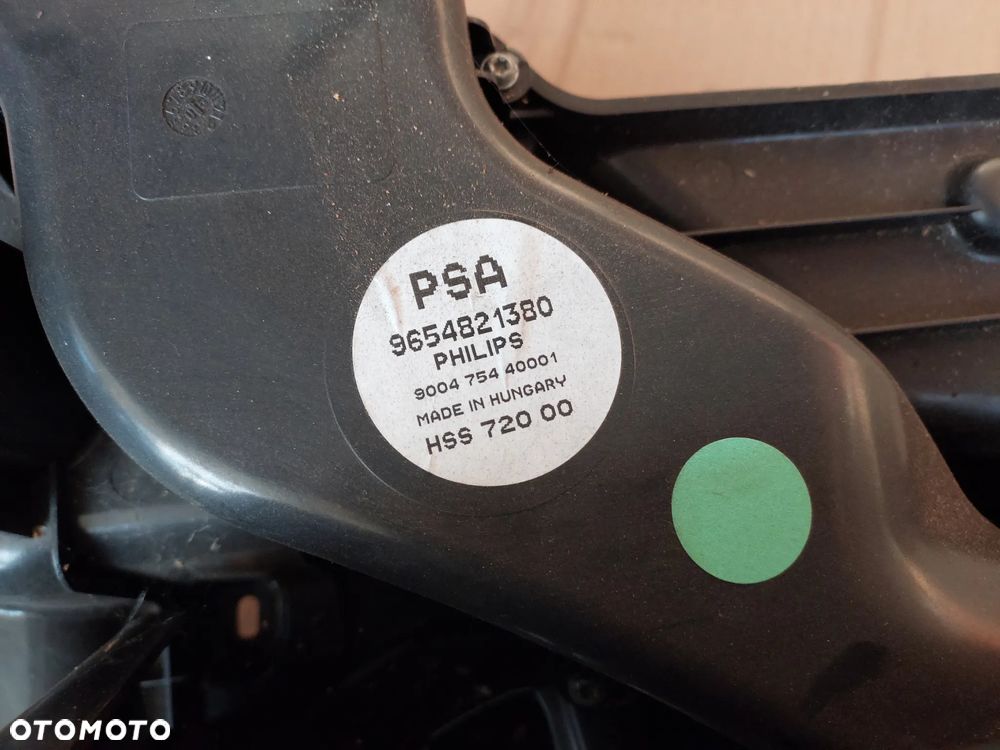 PSA
9654821380
PHILIPS
9004 754 40001
MADE IN HUNGARY
HSS 720 00
OTOMOTO